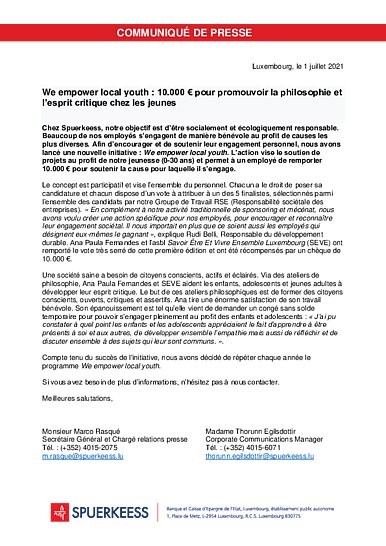 COMMUNIQUÉ DE PRESSE
Luxembourg, le 1 juillet 2021
We empower local youth : 10.000 € pour promouvoir la philosophie et
l'esprit critique chez les jeunes
Chez Spuerkeess, notre objectif est d'être socialement et écologiquement responsable.
Beaucoup de nos employés s'engagent de manière bénévole au profit de causes les
plus diverses. Afin d'encourager et de soutenir leur engagement personnel, nous avons
lancé une nouvelle initiative : We empower local youth. L'action vise le soutien de
projets au profit de notre jeunesse (0-30 ans) et permet à un employé de remporter
10.000 € pour soutenir la cause pour laquelle il s'engage.
Le concept est participatif et vise l'ensemble du personnel. Chacun a le droit de poser sa
candidature et chacun dispose d'un vote à attribuer à un des 5 finalistes, sélectionnés parmi
l'ensemble des candidats par notre Groupe de Travail RSE (Responsabilité sociétale des
entreprises). « En complément à notre activité traditionnelle de sponsoring et mécénat, nous
avons voulu créer une action spécifique pour nos employés, pour encourager et reconnaître
leur engagement sociétal. Il nous importait en plus que ce soient aussi les employés qui
désignent eux-mêmes le gagnant », explique Rudi Belli, Responsable du développement
durable. Ana Paula Fernandes et l'asbl Savoir Être Et Vivre Ensemble Luxembourg (SEVE) ont
remporté le vote très serré de cette première édition et ont été récompensés par un chèque de
10.000 €.
Une société saine a besoin de citoyens conscients, actifs et éclairés. Via des ateliers de
philosophie, Ana Paula Fernandes et SEVE aident les enfants, adolescents et jeunes adultes à
développer leur esprit critique. Le but de ces ateliers philosophiques est de former des citoyens
conscients, ouverts, critiques et assertifs. Ana tire une énorme satisfaction de son travail
bénévole. Son épanouissement est tel qu'elle vient de demander un congé sans solde
temporaire pour pouvoir s'engager pleinement au profit des enfants et adolescents : « J'ai pu
constater à quel point les enfants et les adolescents appréciaient le fait d'apprendre à être
présents à soi et aux autres, de développer ensemble l'empathie mais aussi de réfléchir et de
discuter ensemble à des sujets qui leur sont communs. ».
Compte tenu du succès de l'initiative, nous avons décidé de répéter chaque année le
programme We empower local youth.
Si vous avez besoin de plus d'informations, n'hésitez pas à nous contacter.
Meilleures salutations,
Monsieur Marco Rasqué
Secrétaire Général et Chargé relations presse
Tél. : (+352) 4015-2075
m.rasque@spuerkeess.lu
Madame Thorunn Egilsdottir
Corporate Communications Manager
Tél. : (+352) 4015-6071
thorunn.egilsdottir@spuerkeess.lu
SPUERKEESS
Banque et Caisse d'Epargne de l'Etat, Luxembourg, établissement public autonome
1, Place de Metz, L-2954 Luxembourg, R.C.S. Luxembourg B30775